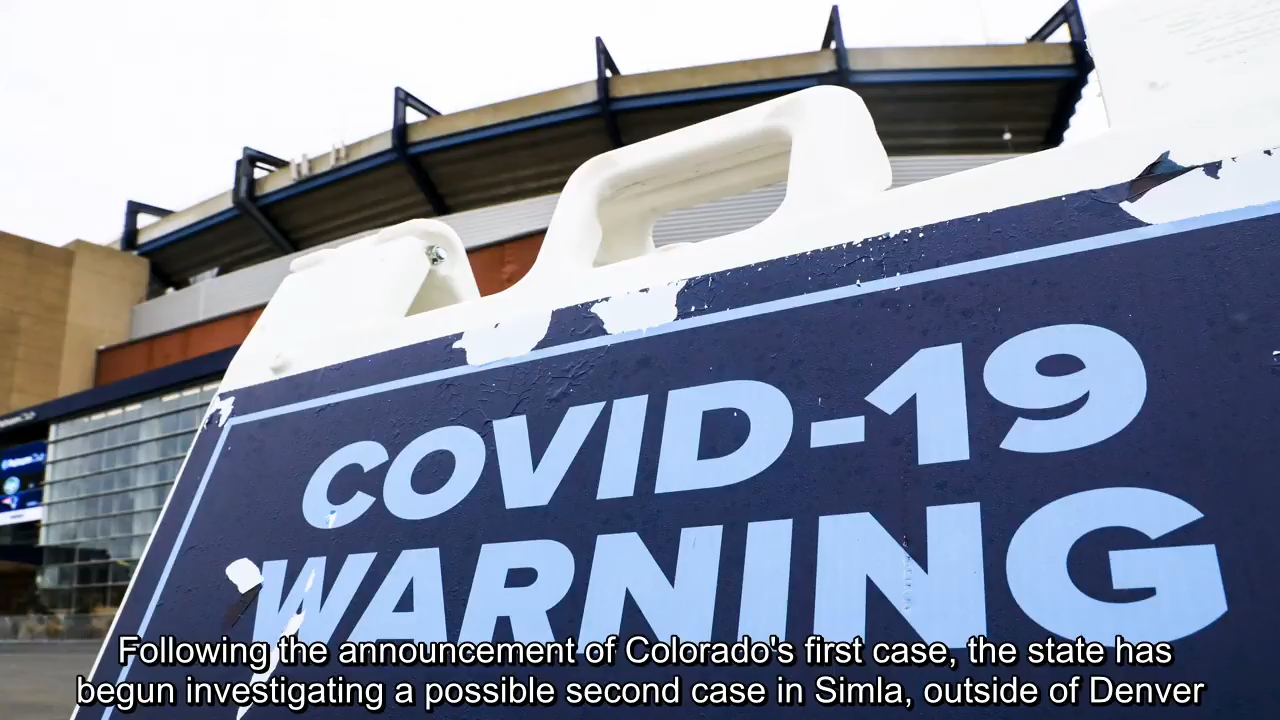 COVID-19
WARNING
Following the announcement of Colorado's first case, the state has
begun investigating a possible second case in Simla, outside of Denver